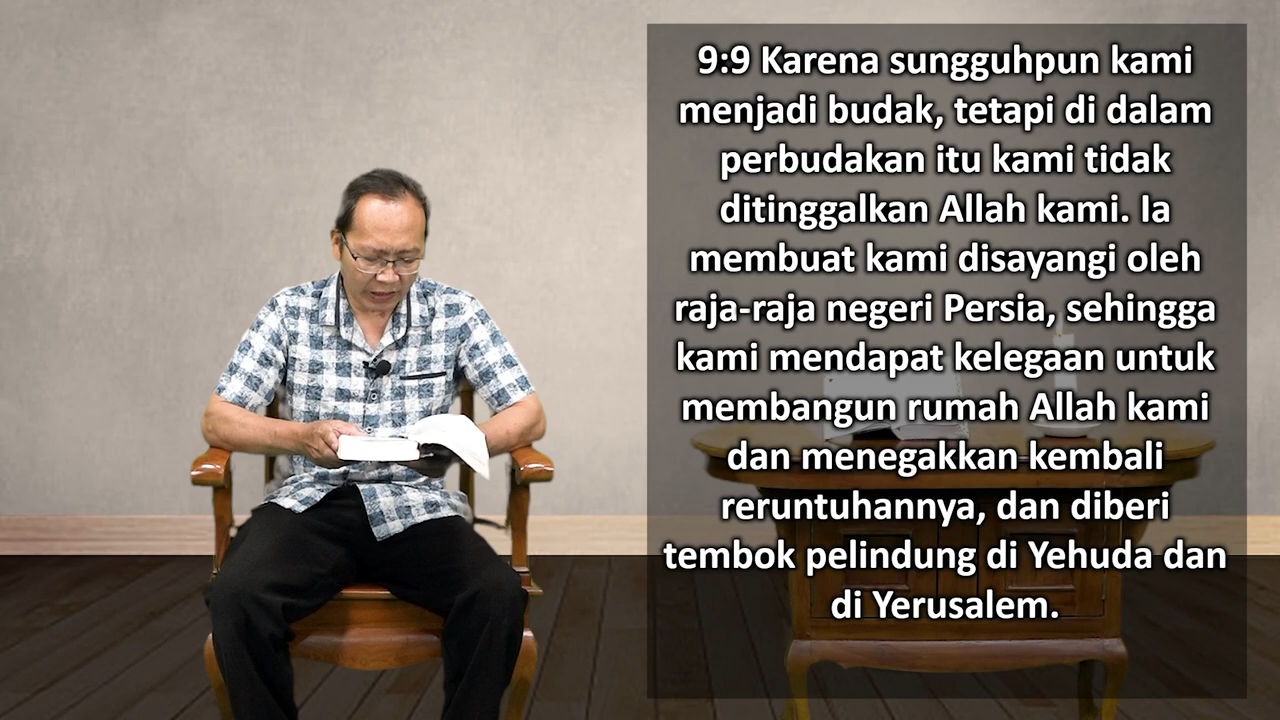 9:9 Karena sungguhpun kami
menjadi budak, tetapi di dalam
perbudakan itu kami tidak
ditinggalkan Allah kami. Ia
membuat kami disayangi oleh
raja-raja negeri Persia, sehingga
kami mendapat kelegaan untuk
membangun rumah Allah kami
dan menegakkan kembali
reruntuhannya, dan diberi
tembok pelindung di Yehuda dan
di Yerusalem.